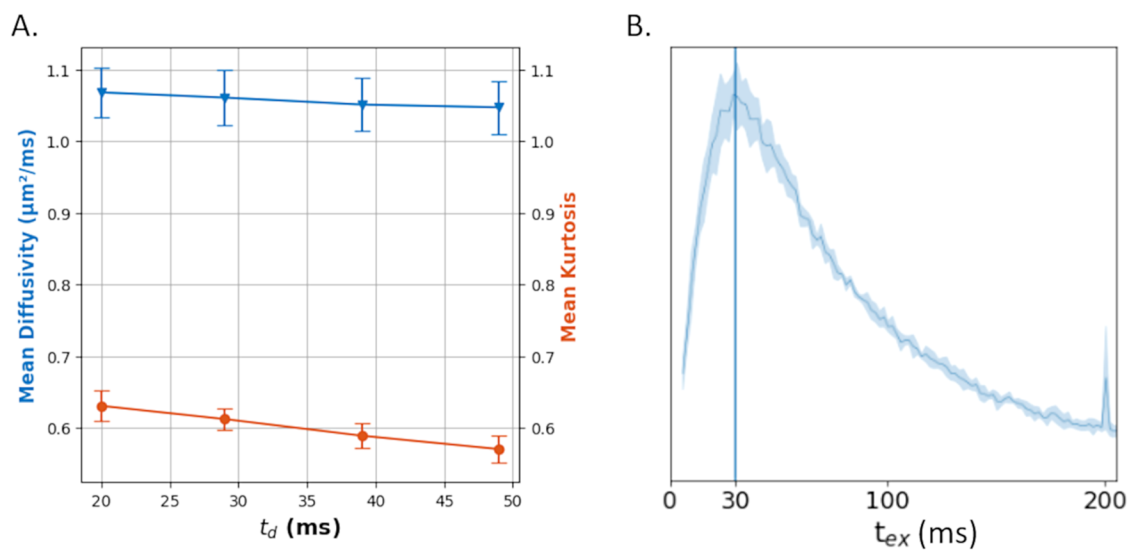 A.
B.
Mean Diffusivity (μm²/ms)
1.1
1.0
0.9
0.8
0.7
0.6
1.1
1.0
0.9
0.8
0.7
0.6
Mean Kurtosis
20 25 30 35 40 45 50
t_d (ms)
0 30 100 200
t_ex (ms)